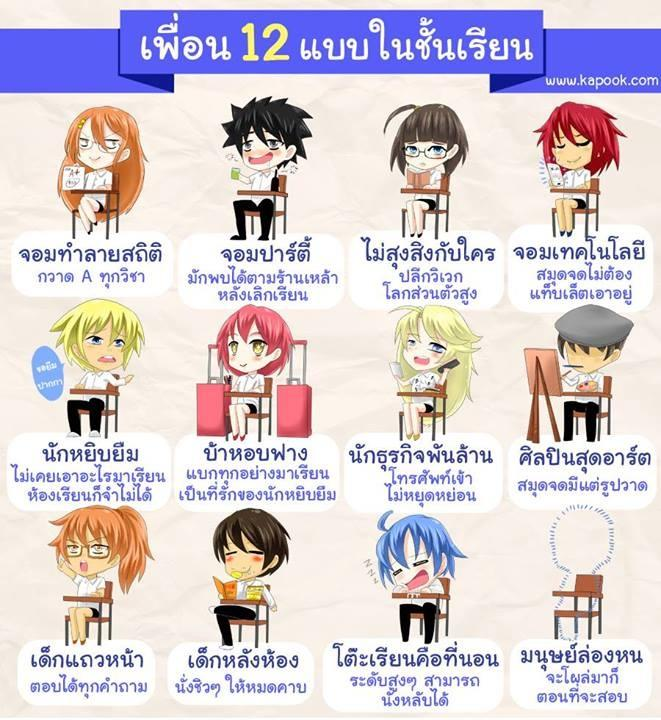 เพื่อน 12 แบบในชั้นเรียน
www.kapook.com
A+
จอมทำลายสถิติ
กวาด A ทุกวิชา
จอมปาร์ตี้
มักพบได้ตามร้านเหล้า
หลังเลิกเรียน
ไม่สุงสิงกับใคร
ปลีกวิเวก
โลกส่วนตัวสูง
จอมเทคโนโลยี
สมุดจดไม่ต้อง
แท็บเล็ตเอาอยู่
ขอยืม
ปากกา
นักหยิบยืม
ไม่เคยเอาอะไรมาเรียน
ห้องเรียนก็จำไม่ได้
บ้าหอบฟาง
แบกทุกอย่างมาเรียน
เป็นที่รักของนักหยิบยืม
นักธุรกิจพันล้าน
โทรศัพท์เข้า
ไม่หยุดหย่อน
ศิลปินสุดอาร์ต
สมุดจดมีแต่รูปวาด
เด็กแถวหน้า
ตอบได้ทุกคำถาม
เด็กหลังห้อง
นั่งชิวๆ ให้หมดคาบ
zzz
โต๊ะเรียนคือที่นอน
ระดับสูงๆ สามารถ
นั่งหลับได้
มนุษย์ล่องหน
จะโผล่มาก็
ตอนที่จะสอบ